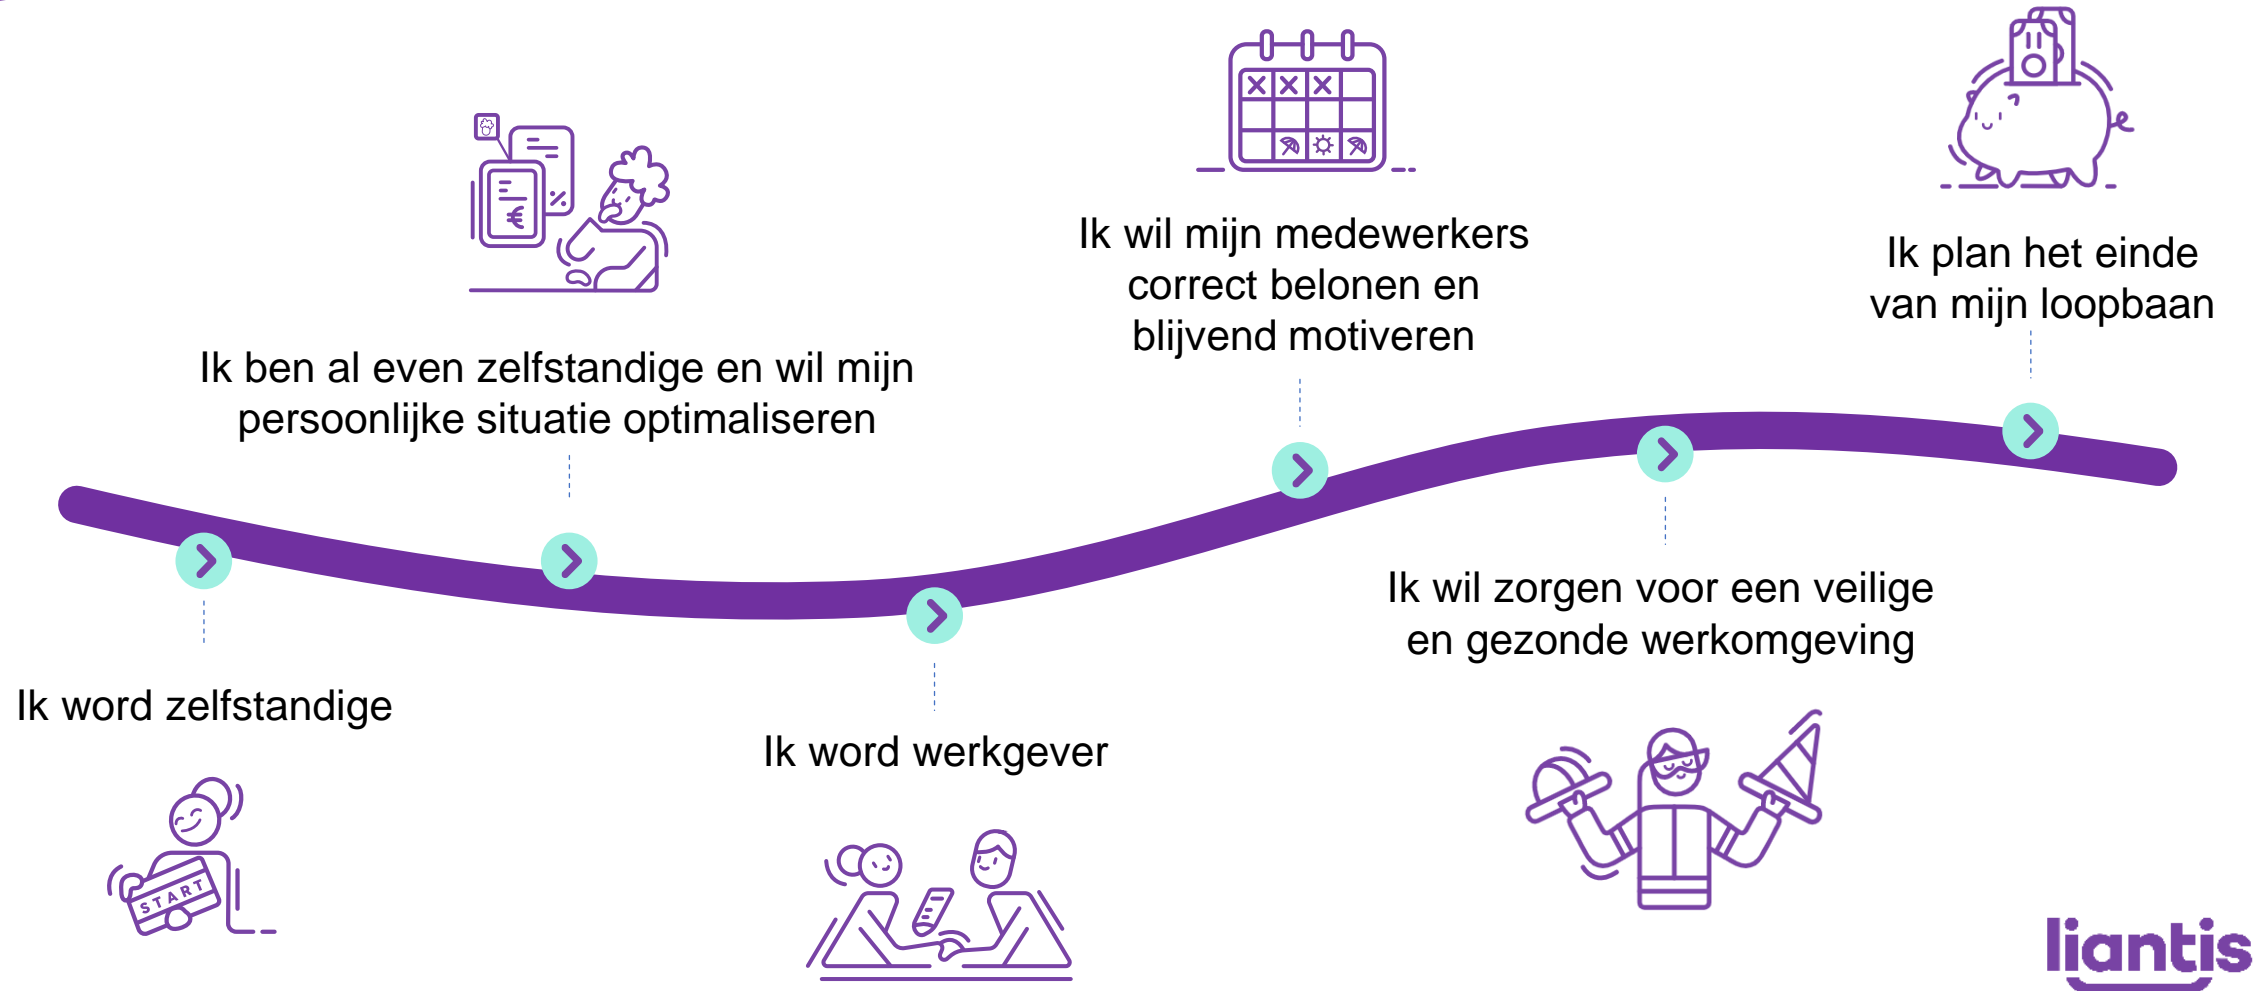 Ik word zelfstandige
START
Ik ben al even zelfstandige en wil mijn
persoonlijke situatie optimaliseren
€
%
Ik word werkgever
Ik wil mijn medewerkers
correct belonen en
blijvend motiveren
Ik wil zorgen voor een veilige
en gezonde werkomgeving
Ik plan het einde
van mijn loopbaan
liantis